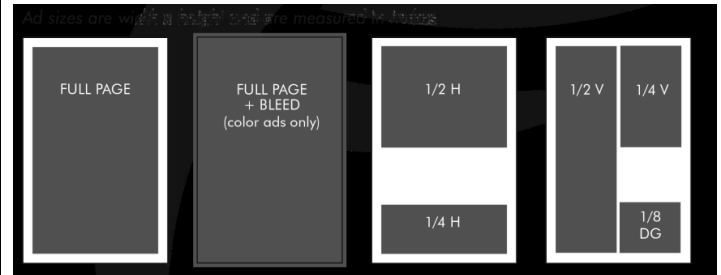 Ad sizes are
FULL PAGE
FULL PAGE
+ BLEED
(color ads only)
1/2 H
1/4 H
1/2 V
1/4 V
1/8
DG